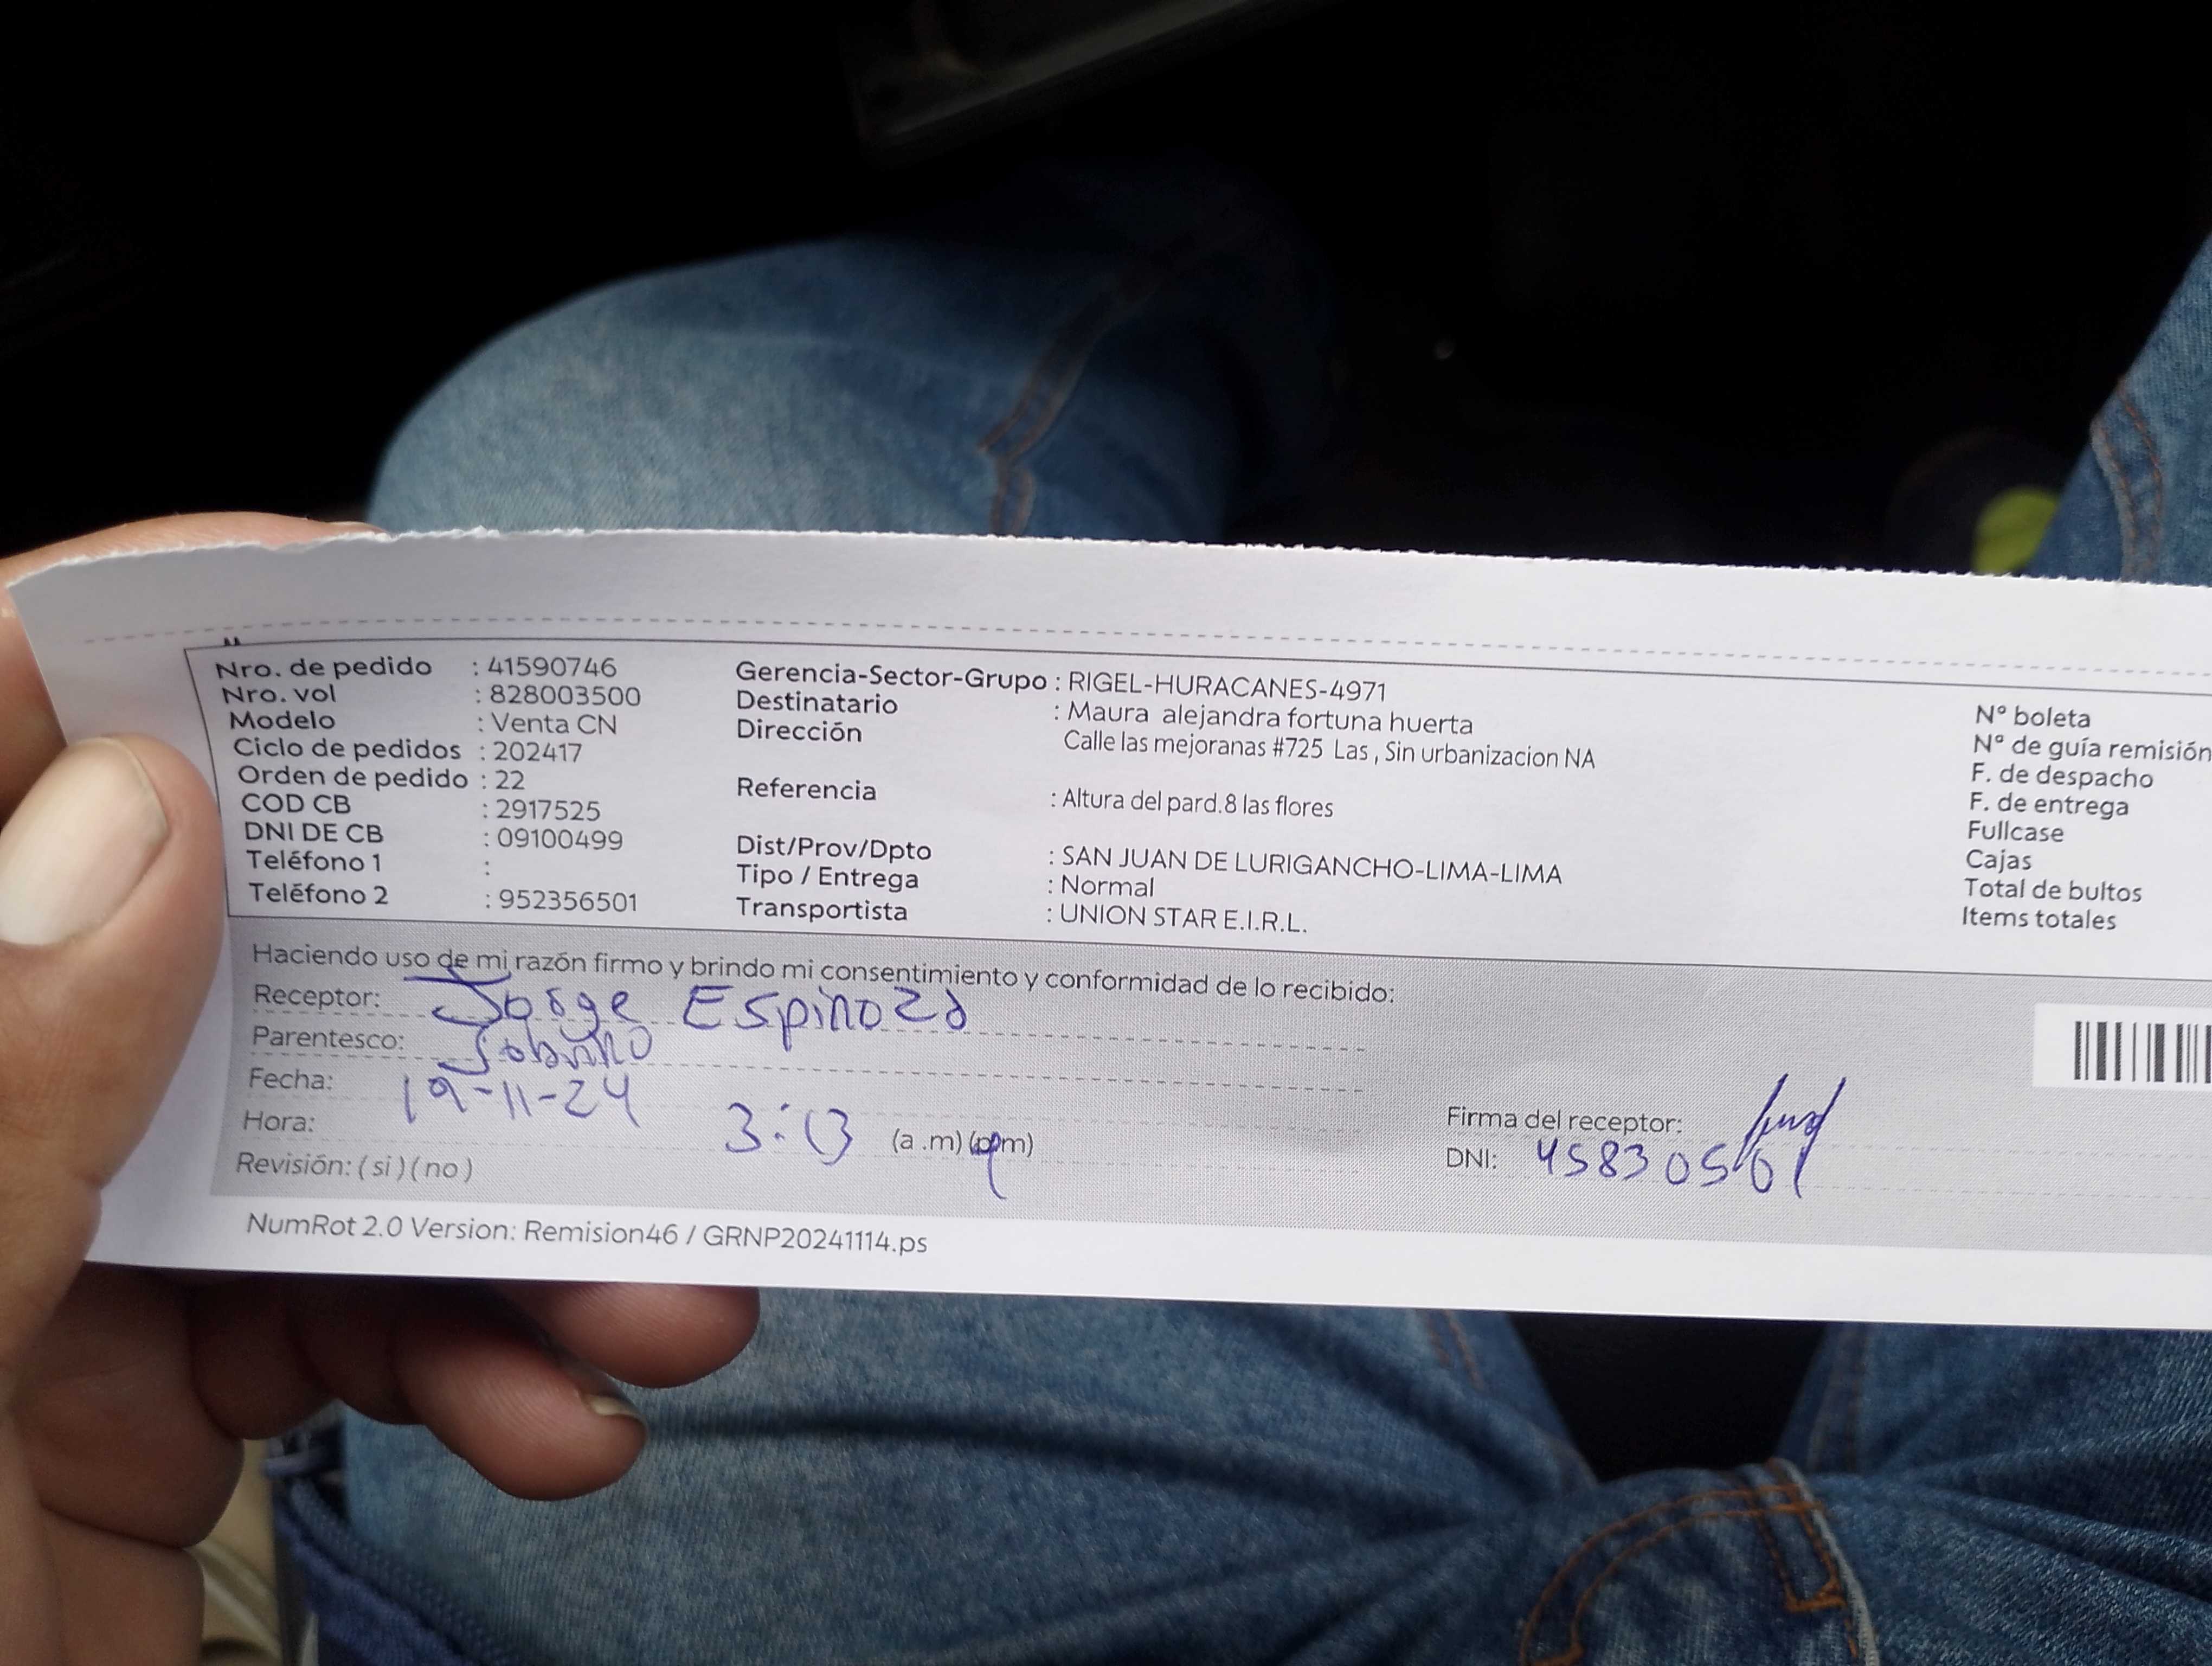 Nro. de pedido : 41590746
Nro. vol : 828003500
Modelo : Venta CN
Ciclo de pedidos : 202417
Orden de pedido : 22
COD CB : 2917525
DNI DE CB : 09100499
Teléfono 1 :
Teléfono 2 : 952356501
Gerencia-Sector-Grupo : RIGEL-HURACANES-4971
Destinatario : Maura alejandra fortuna huerta
Dirección Calle las mejoranas #725 Las , Sin urbanizacion NA
Referencia : Altura del pard.8 las flores
Dist/Prov/Dpto : SAN JUAN DE LURIGANCHO-LIMA-LIMA
Tipo / Entrega : Normal
Transportista : UNION STAR E.I.R.L.
N° boleta
N° de guía remisión
F. de despacho
F. de entrega
Fullcase
Cajas
Total de bultos
Items totales
Haciendo uso de mi razón firmo y brindo mi consentimiento y conformidad de lo recibido:
Receptor: Jorge Espinoza
Parentesco: Sobrino
Fecha: 19-11-24
Hora: 3:13 (a.m) (pm)
Revisión: ( si ) ( no )
Firma del receptor:
DNI: 45830561
NumRot 2.0 Version: Remision46 / GRNP20241114.ps